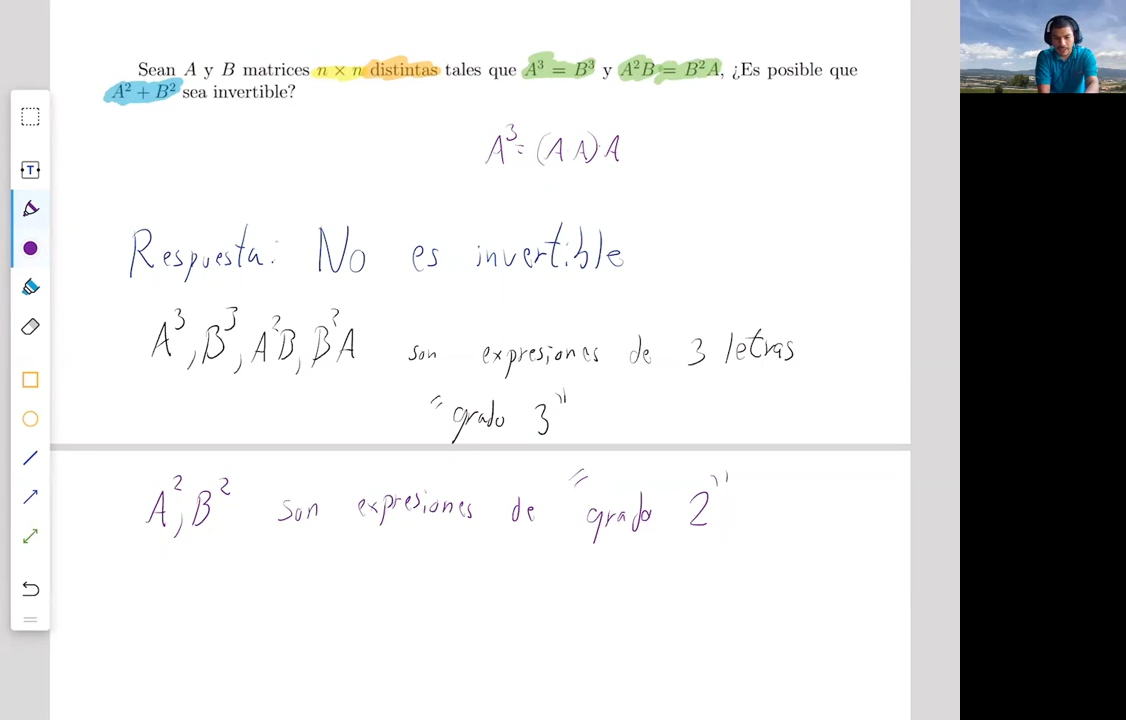 Sean A y B matrices n × n distintas tales que A³ = B³ y A²B = B²A, ¿Es posible que
A² + B² sea invertible?
A³ = (A A) A
Respuesta: No es invertible
A³, B³, A²B, B²A son expresiones de 3 letras
"grado 3"
A², B² son expresiones de "grado 2"
T